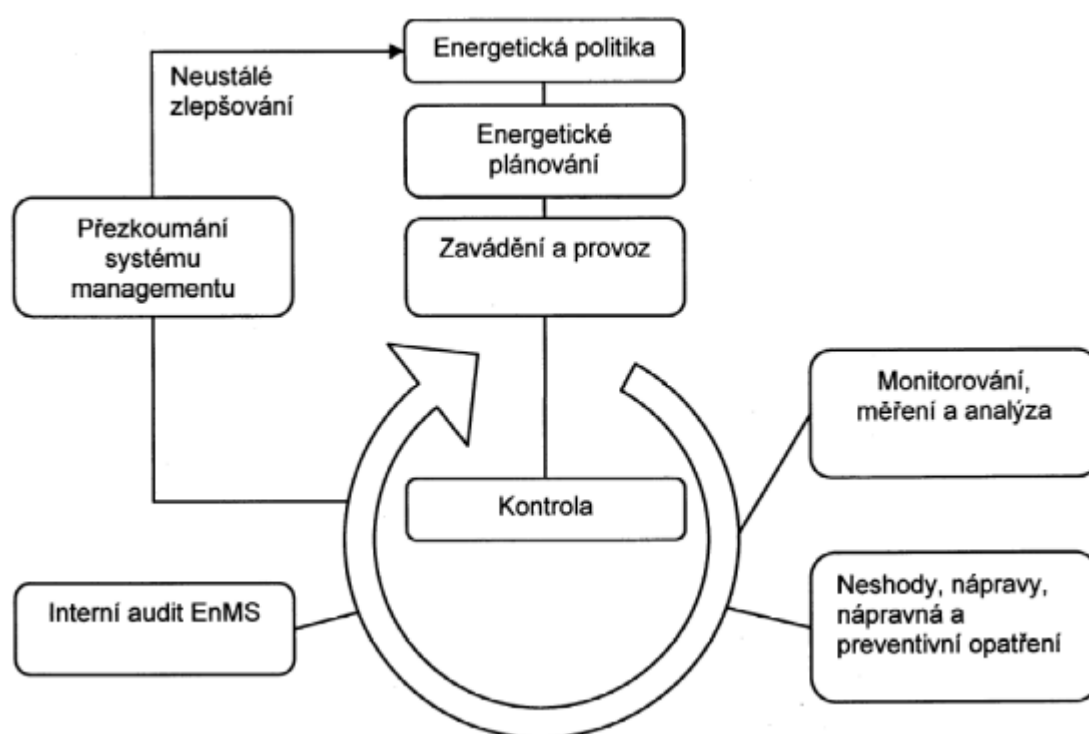 Energetická politika
Neustálé
zlepšování
Energetické
plánování
Přezkoumání
systému
managementu
Zavádění a provoz
Monitorování,
měření a analýza
Kontrola
Interní audit EnMS
Neshody, nápravy,
nápravná a
preventivní opatření